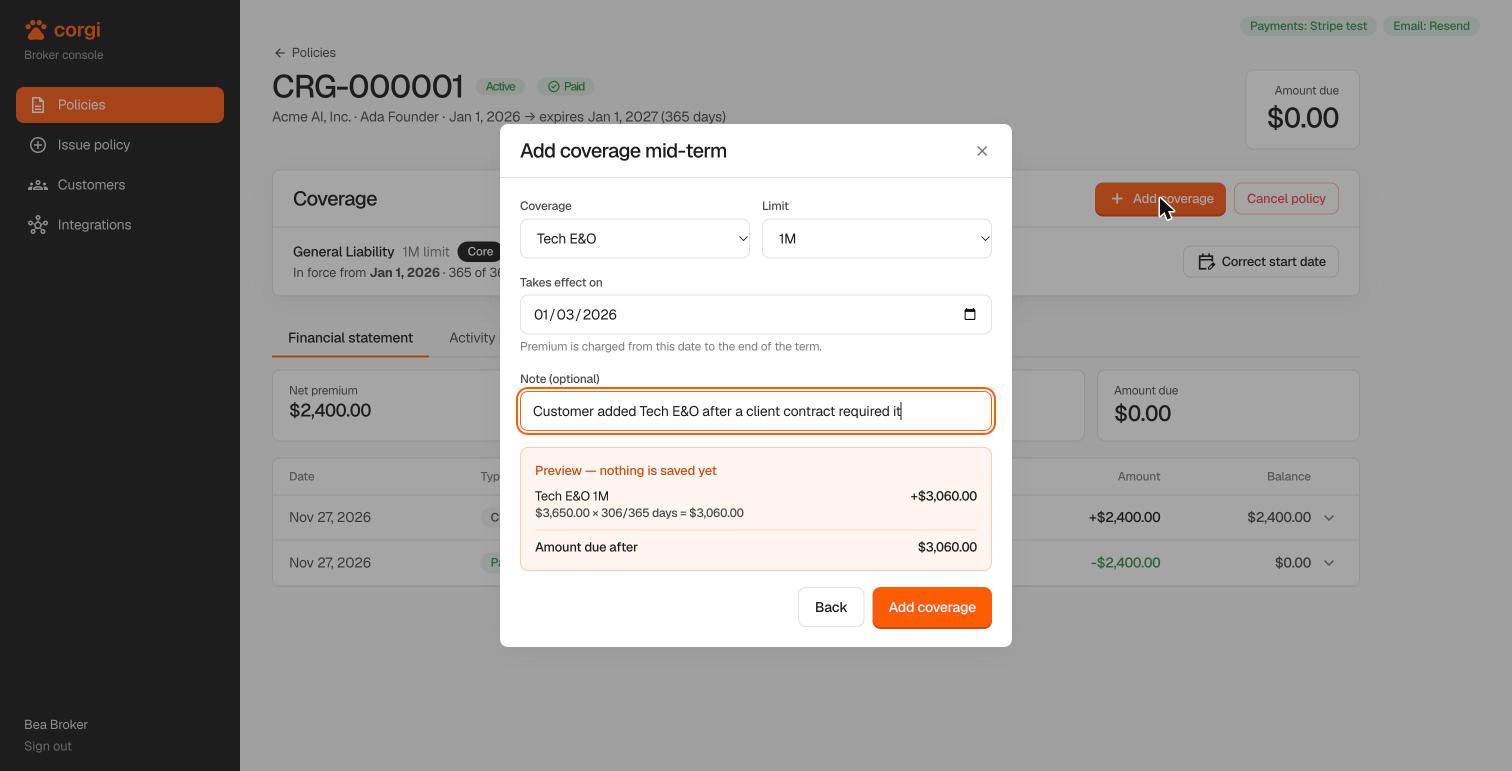 corgi
Broker console
Policies
Issue policy
Customers
Integrations
Bea Broker
Sign out
Payments: Stripe test
Email: Resend
Policies
CRG-000001
Active
Paid
Acme AI, Inc. · Ada Founder · Jan 1, 2026 → expires Jan 1, 2027 (365 days)
Amount due
$0.00
Coverage
Add coverage
Cancel policy
General Liability 1M limit Core
In force from Jan 1, 2026 · 365 of
Correct start date
Financial statement
Activity
Net premium
$2,400.00
Amount due
$0.00
Date
Amount
Balance
Nov 27, 2026
+$2,400.00
$2,400.00
Nov 27, 2026
-$2,400.00
$0.00
Add coverage mid-term
Coverage
Limit
Tech E&O
1M
Takes effect on
01/03/2026
Premium is charged from this date to the end of the term.
Note (optional)
Customer added Tech E&O after a client contract required it
Preview — nothing is saved yet
Tech E&O 1M
+$3,060.00
$3,650.00 × 306/365 days = $3,060.00
Amount due after
$3,060.00
Back
Add coverage